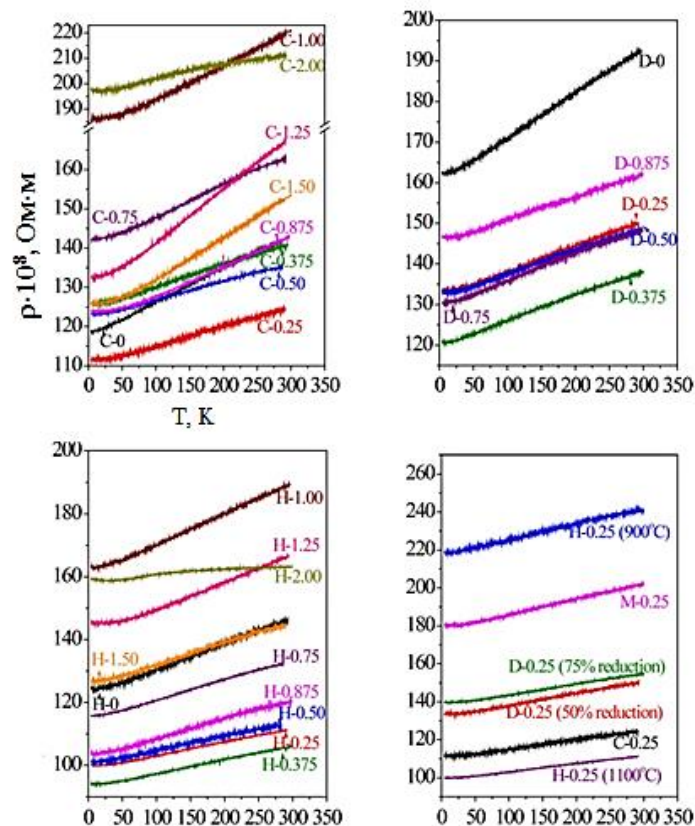 220
210
200
190
160
150
140
130
120
110
C-1.00
C-2.00
C-1.25
C-1.50
C-0.75
C-0.875
C-0.375
C-0.50
C-0
C-0.25
0 50 100 150 200 250 300 350
ρ·10⁸, Ом·м
T, K
200
190
180
170
160
150
140
130
120
D-0
D-0.875
D-0.25
D-0.50
D-0.75
D-0.375
0 50 100 150 200 250 300 350
200
180
160
140
120
100
H-1.00
H-1.25
H-2.00
H-1.50
H-0
H-0.75
H-0.875
H-0.50
H-0.25
H-0.375
0 50 100 150 200 250 300 350
260
240
220
200
180
160
140
120
100
H-0.25 (900°C)
M-0.25
D-0.25 (75% reduction)
D-0.25 (50% reduction)
C-0.25
H-0.25 (1100°C)
0 50 100 150 200 250 300 350